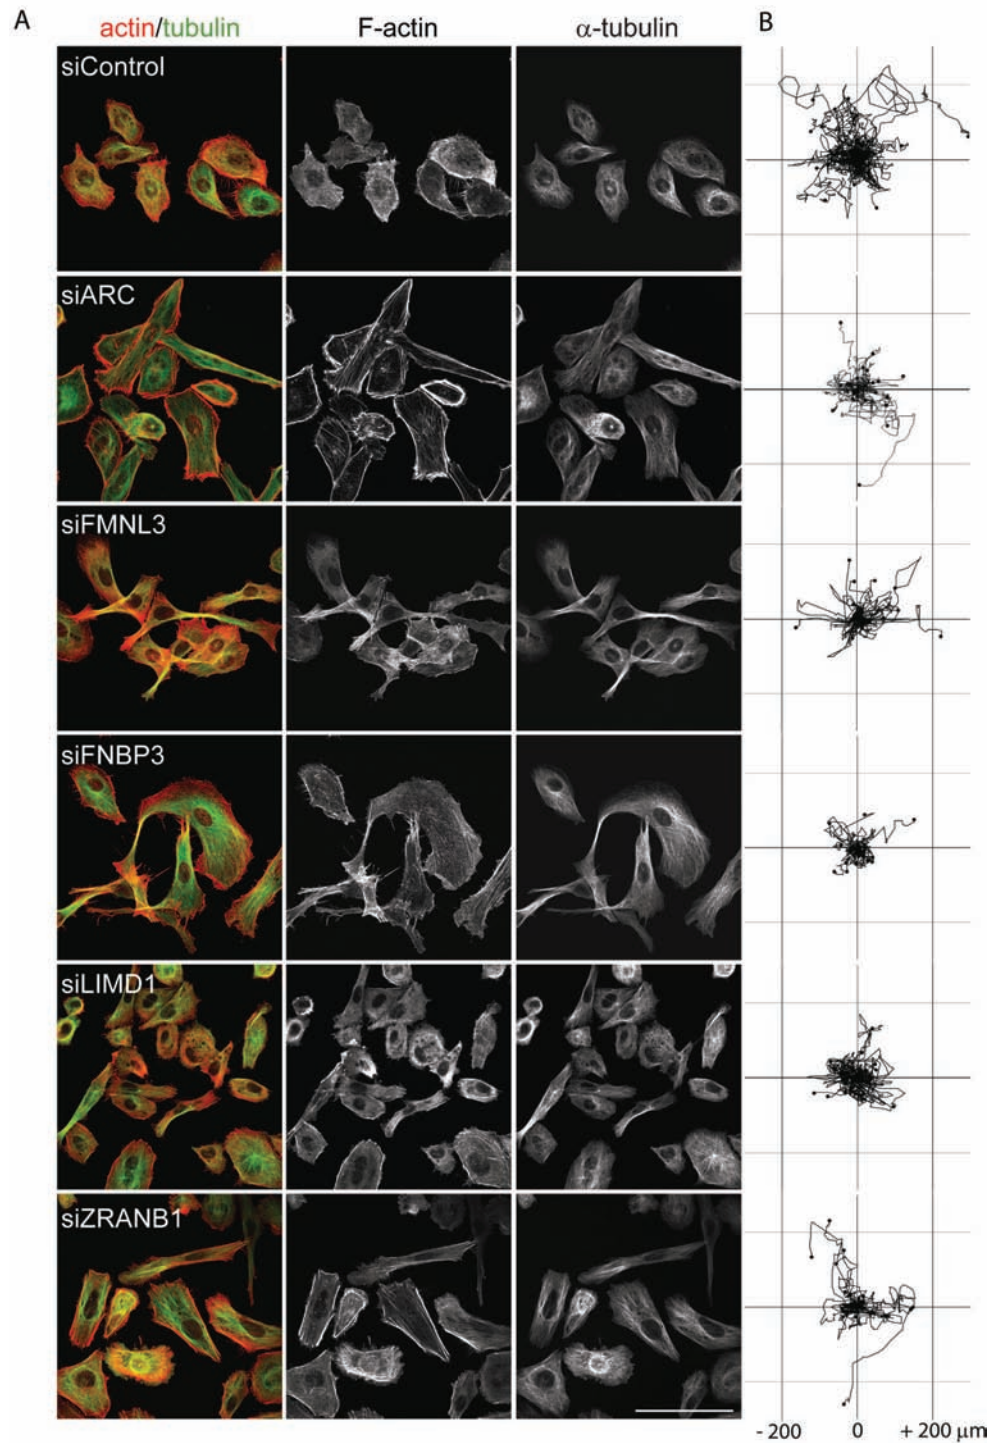 A
actin/tubulin F-actin α-tubulin B
siControl
siARC
siFMNL3
siFNBP3
siLIMD1
siZRANB1
- 200 0 + 200 μm